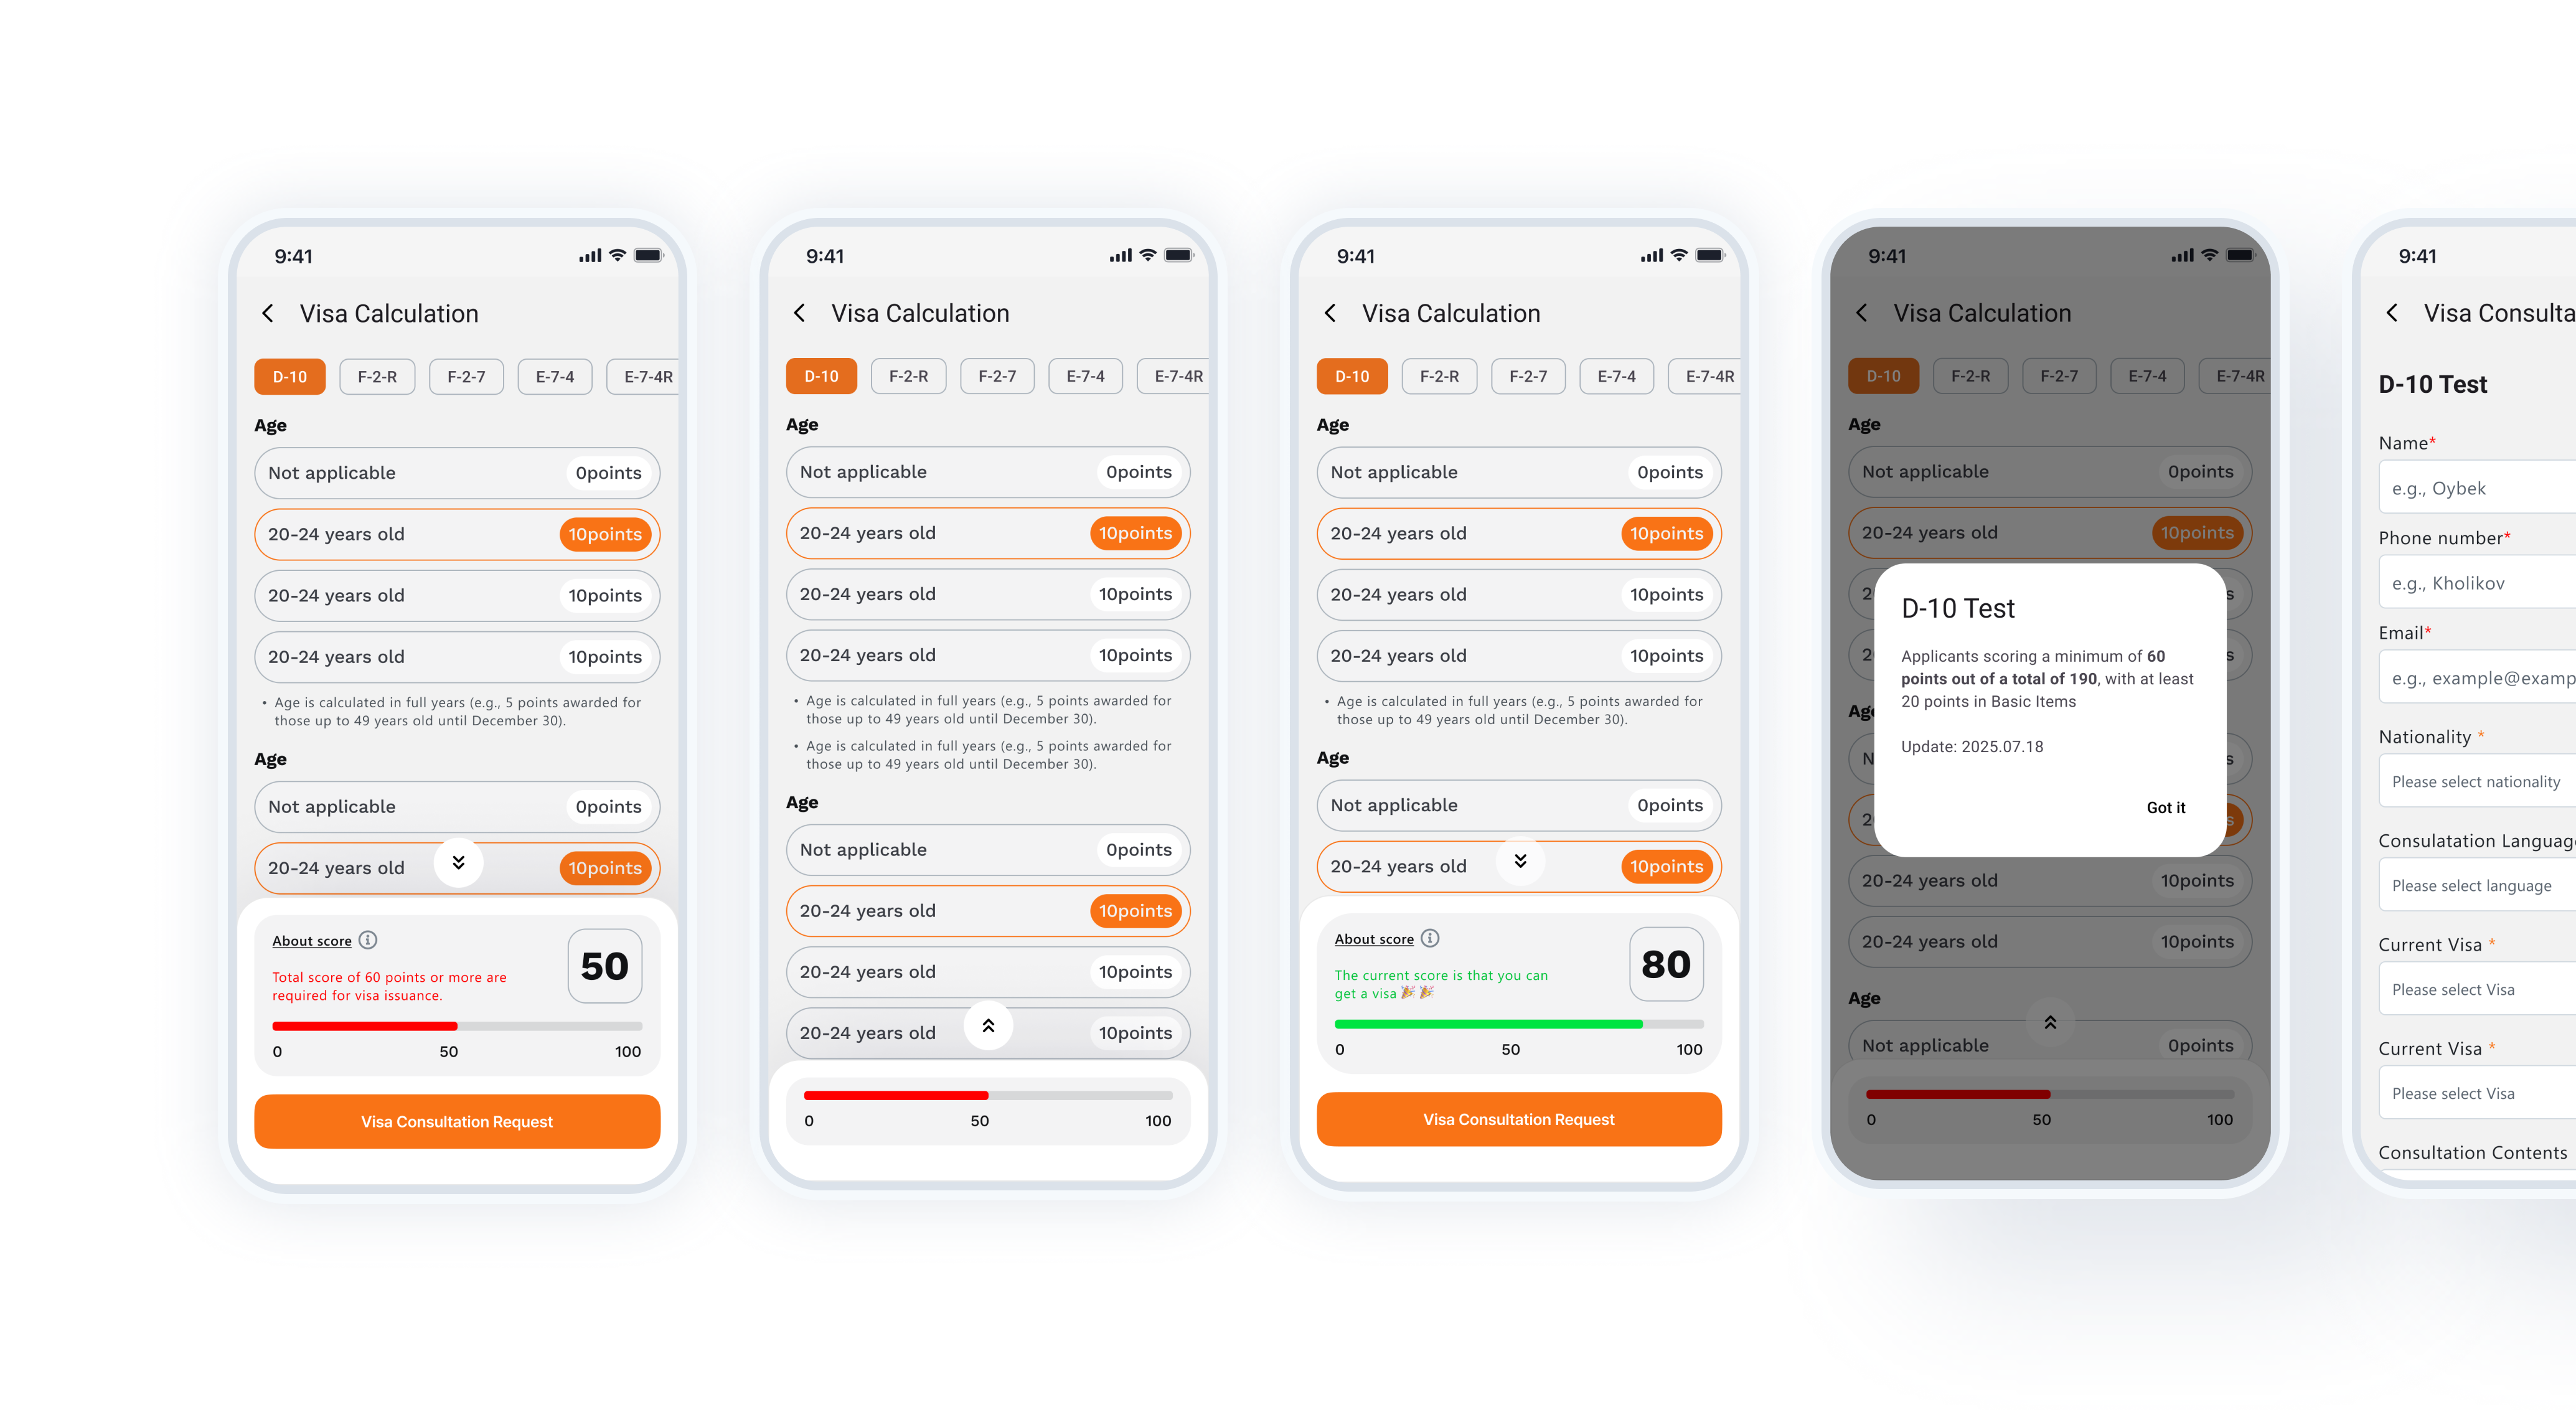 9:41
Visa Calculation
D-10 F-2-R F-2-7 E-7-4 E-7-4R
Age
Not applicable 0points
20-24 years old 10points
20-24 years old 10points
20-24 years old 10points
• Age is calculated in full years (e.g., 5 points awarded for
those up to 49 years old until December 30).
Age
Not applicable 0points
20-24 years old 10points
About score
50
Total score of 60 points or more are
required for visa issuance.
0 50 100
Visa Consultation Request
9:41
Visa Calculation
D-10 F-2-R F-2-7 E-7-4 E-7-4R
Age
Not applicable 0points
20-24 years old 10points
20-24 years old 10points
20-24 years old 10points
• Age is calculated in full years (e.g., 5 points awarded for
those up to 49 years old until December 30).
• Age is calculated in full years (e.g., 5 points awarded for
those up to 49 years old until December 30).
Age
Not applicable 0points
20-24 years old 10points
20-24 years old 10points
20-24 years old 10points
0 50 100
9:41
Visa Calculation
D-10 F-2-R F-2-7 E-7-4 E-7-4R
Age
Not applicable 0points
20-24 years old 10points
20-24 years old 10points
20-24 years old 10points
• Age is calculated in full years (e.g., 5 points awarded for
those up to 49 years old until December 30).
Age
Not applicable 0points
20-24 years old 10points
About score
80
The current score is that you can
get a visa 🎉 🎉
0 50 100
Visa Consultation Request
9:41
Visa Calculation
D-10 F-2-R F-2-7 E-7-4 E-7-4R
Age
Not applicable 0points
20-24 years old 10points
D-10 Test
Applicants scoring a minimum of 60
points out of a total of 190, with at least
20 points in Basic Items
Update: 2025.07.18
Got it
20-24 years old 10points
20-24 years old 10points
Age
Not applicable 0points
0 50 100
9:41
Visa Consulta
D-10 Test
Name*
e.g., Oybek
Phone number*
e.g., Kholikov
Email*
e.g., example@examp
Nationality *
Please select nationality
Consulatation Languag
Please select language
Current Visa *
Please select Visa
Current Visa *
Please select Visa
Consultation Contents